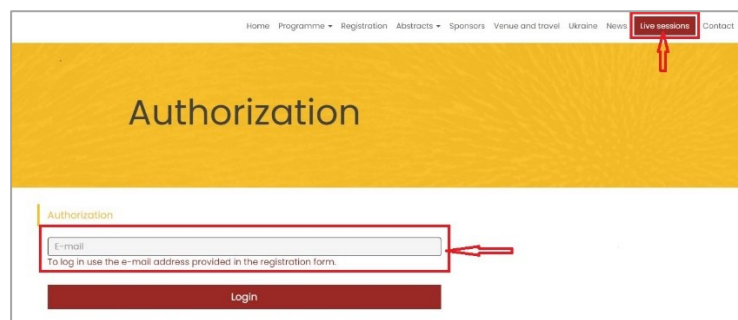 Home Programme Registration Abstracts Sponsors Venue and travel Ukraine News Live sessions Contact
Authorization
Authorization
E-mail
To log in use the e-mail address provided in the registration form.
Login